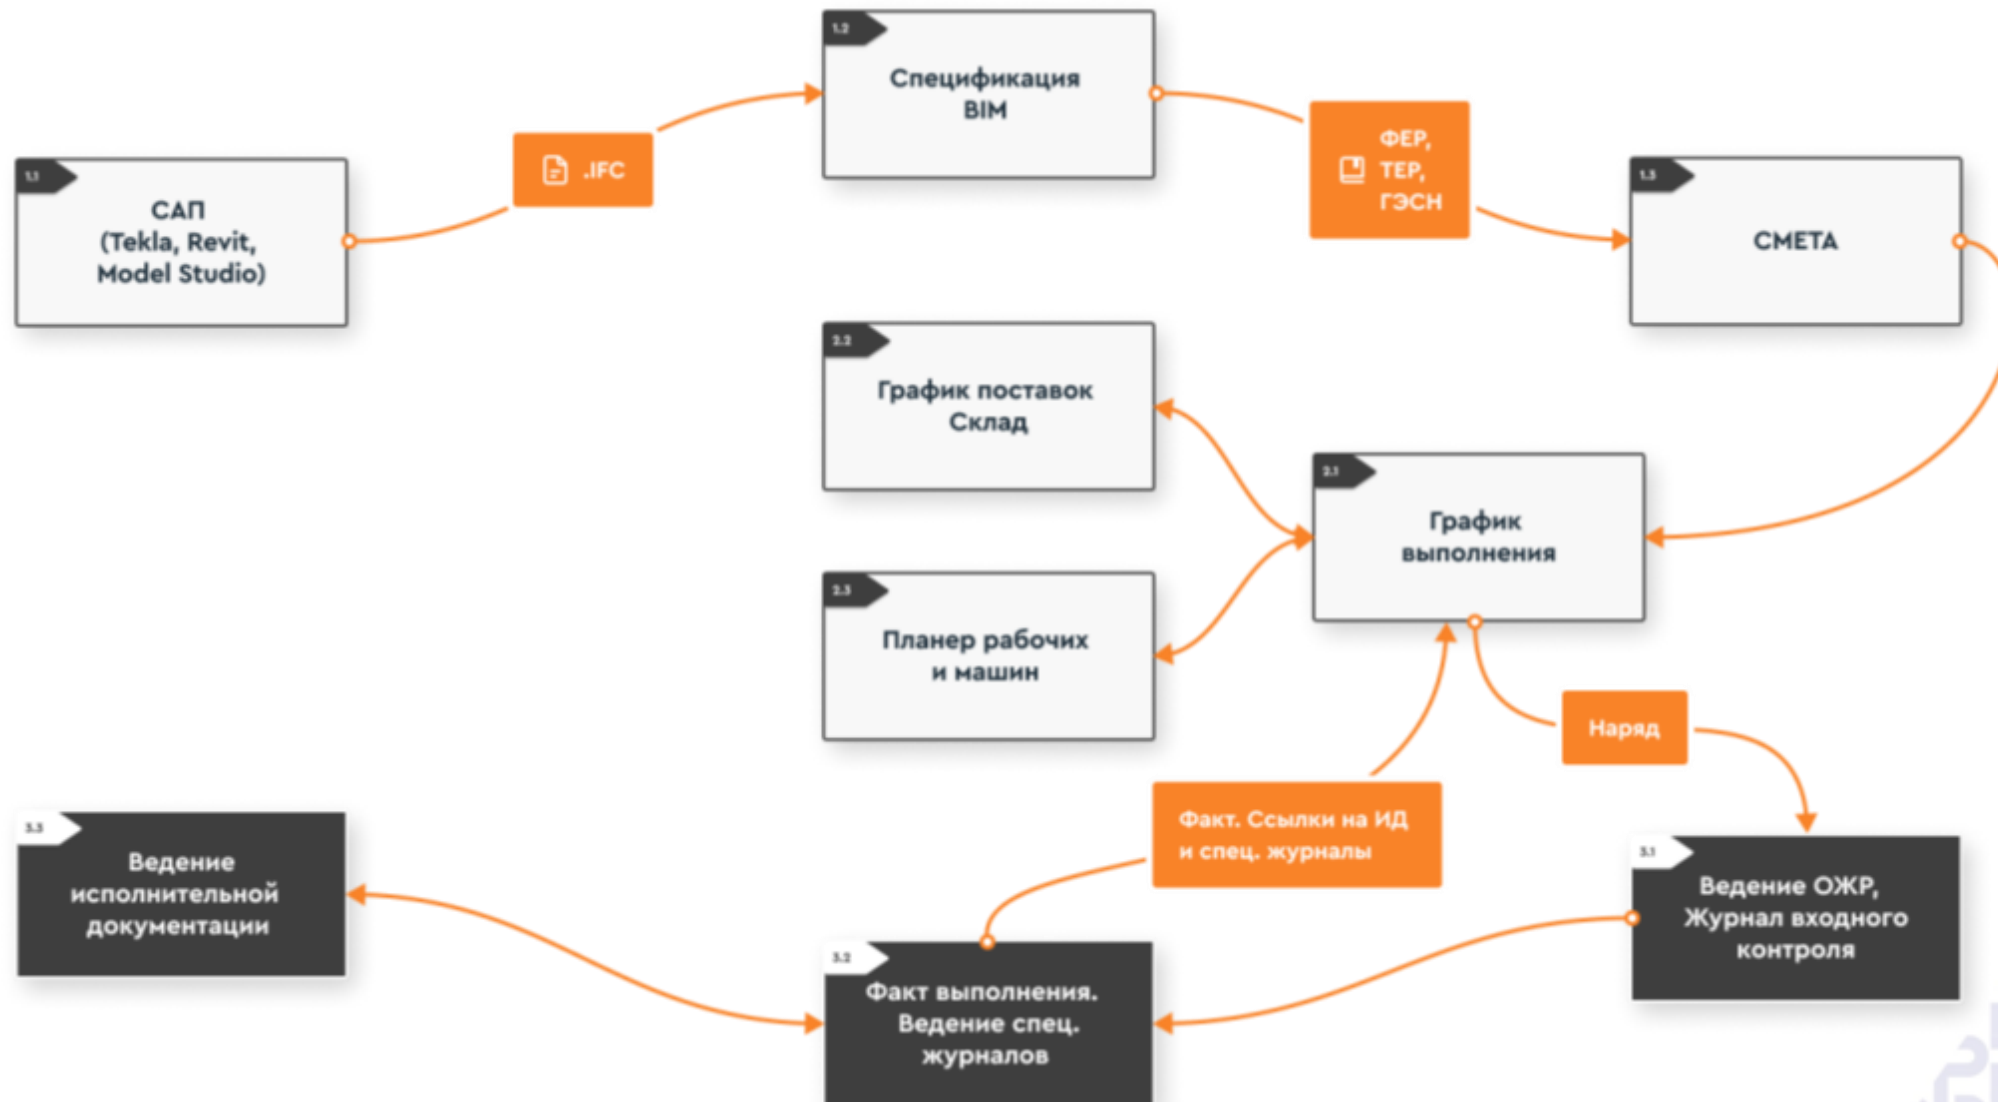 1.1
САП
(Tekla, Revit,
Model Studio)
.IFC
1.2
Спецификация
BIM
ФЕР,
ТЕР,
ГЭСН
1.3
СМЕТА
2.2
График поставок
Склад
2.1
График
выполнения
2.3
Планер рабочих
и машин
Наряд
Факт. Ссылки на ИД
и спец. журналы
3.3
Ведение
исполнительной
документации
3.2
Факт выполнения.
Ведение спец.
журналов
3.1
Ведение ОЖР,
Журнал входного
контроля